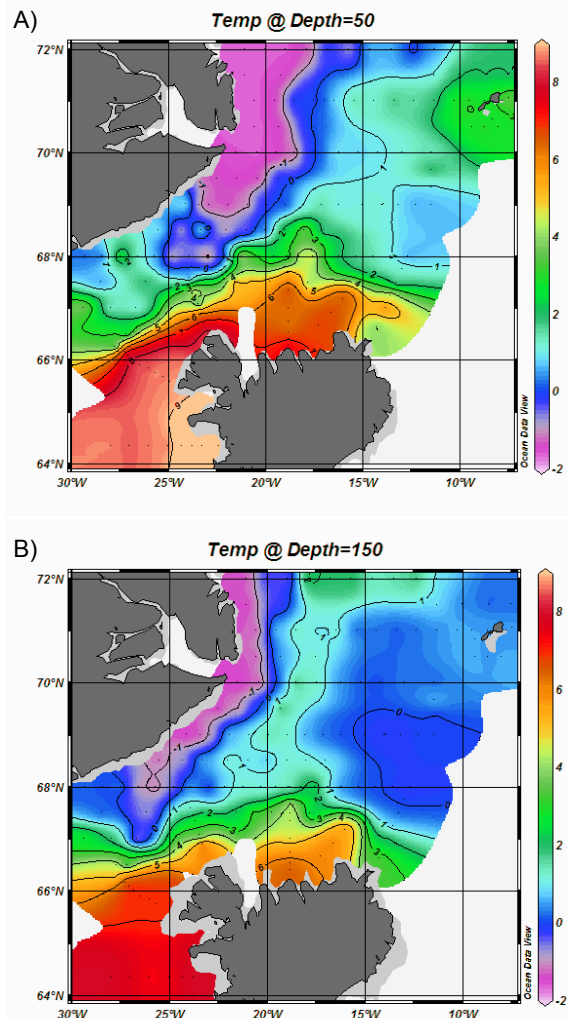 A)
Temp @ Depth=50
72°N
70°N
68°N
66°N
64°N
30°W
25°W
20°W
15°W
10°W
8
6
4
2
0
-2
Ocean Data View
B)
Temp @ Depth=150
72°N
70°N
68°N
66°N
64°N
30°W
25°W
20°W
15°W
10°W
8
6
4
2
0
-2
Ocean Data View